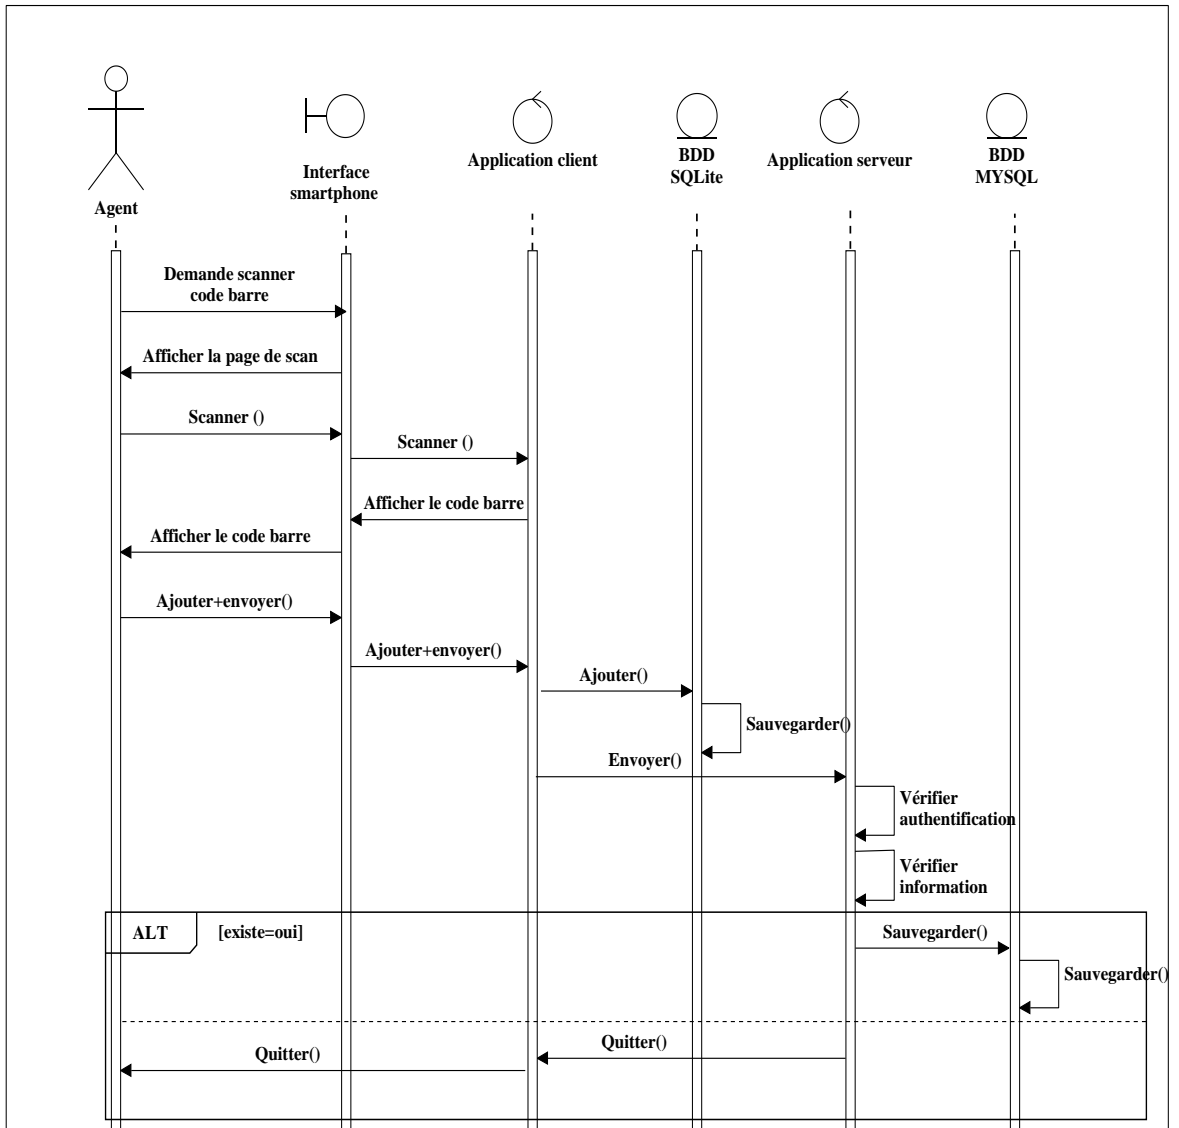 Agent
Interface
smartphone
Application client
BDD
SQLite
Application serveur
BDD
MYSQL
Demande scanner
code barre
Afficher la page de scan
Scanner ()
Scanner ()
Afficher le code barre
Afficher le code barre
Ajouter+envoyer()
Ajouter+envoyer()
Ajouter()
Sauvegarder()
Envoyer()
Vérifier
authentification
Vérifier
information
ALT
[existe=oui]
Sauvegarder()
Sauvegarder()
Quitter()
Quitter()